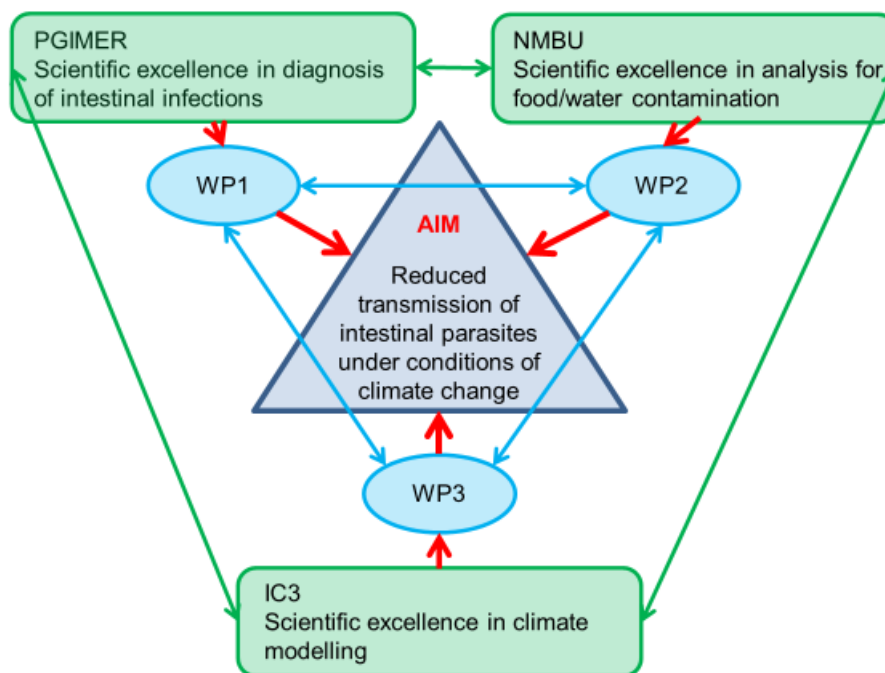 PGIMER
Scientific excellence in diagnosis
of intestinal infections
NMBU
Scientific excellence in analysis for
food/water contamination
WP1
WP2
AIM
Reduced
transmission of
intestinal parasites
under conditions of
climate change
WP3
IC3
Scientific excellence in climate
modelling